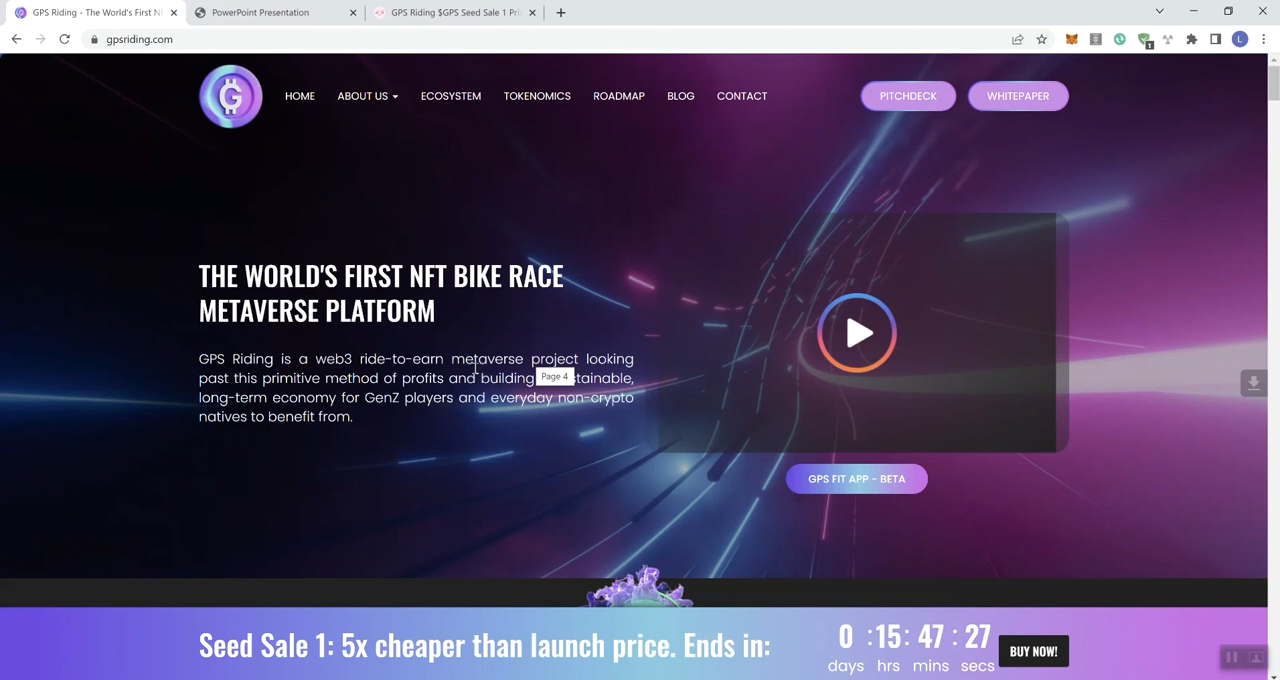 GPS Riding - The World's First N
PowerPoint Presentation
GPS Riding $GPS Seed Sale 1 Pri
gpsriding.com
1
L
G
HOME
ABOUT US
ECOSYSTEM
TOKENOMICS
ROADMAP
BLOG
CONTACT
PITCHDECK
WHITEPAPER
THE WORLD'S FIRST NFT BIKE RACE
METAVERSE PLATFORM
GPS Riding is a web3 ride-to-earn metaverse project looking
past this primitive method of profits and building
long-term economy for GenZ players and everyday non-crypto
natives to benefit from.
Page 4
GPS FIT APP - BETA
Seed Sale 1: 5x cheaper than launch price. Ends in:
0 : 15 : 47 : 27
days hrs mins secs
BUY NOW!